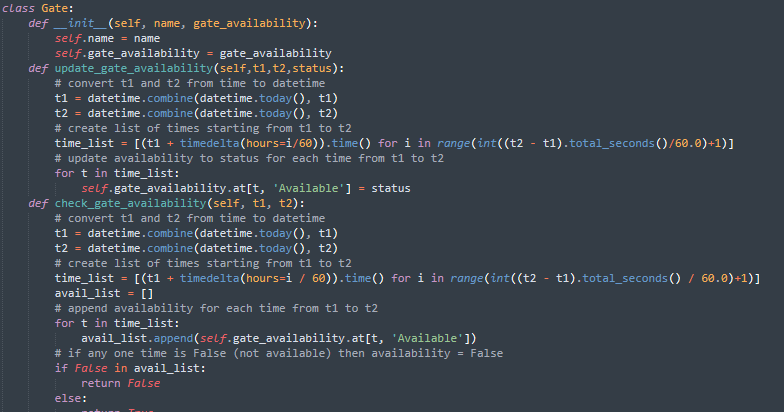 class Gate:
    def __init__(self, name, gate_availability):
        self.name = name
        self.gate_availability = gate_availability
    def update_gate_availability(self,t1,t2,status):
        # convert t1 and t2 from time to datetime
        t1 = datetime.combine(datetime.today(), t1)
        t2 = datetime.combine(datetime.today(), t2)
        # create list of times starting from t1 to t2
        time_list = [(t1 + timedelta(hours=i/60)).time() for i in range(int((t2 - t1).total_seconds()/60.0)+1)]
        # update availability to status for each time from t1 to t2
        for t in time_list:
            self.gate_availability.at[t, 'Available'] = status
    def check_gate_availability(self, t1, t2):
        # convert t1 and t2 from time to datetime
        t1 = datetime.combine(datetime.today(), t1)
        t2 = datetime.combine(datetime.today(), t2)
        # create list of times starting from t1 to t2
        time_list = [(t1 + timedelta(hours=i / 60)).time() for i in range(int((t2 - t1).total_seconds() / 60.0)+1)]
        avail_list = []
        # append availability for each time from t1 to t2
        for t in time_list:
            avail_list.append(self.gate_availability.at[t, 'Available'])
        # if any one time is False (not available) then availability = False
        if False in avail_list:
            return False
        else: